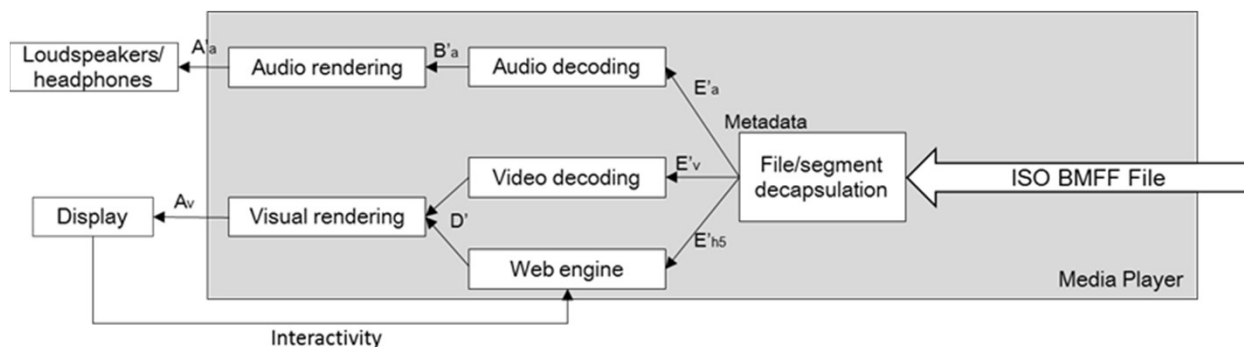 Loudspeakers/
headphones
A'a
Audio rendering
B'a
Audio decoding
E'a
Metadata
File/segment
decapsulation
ISO BMFF File
Video decoding
E'v
Display
Av
Visual rendering
D'
E'h5
Web engine
Media Player
Interactivity